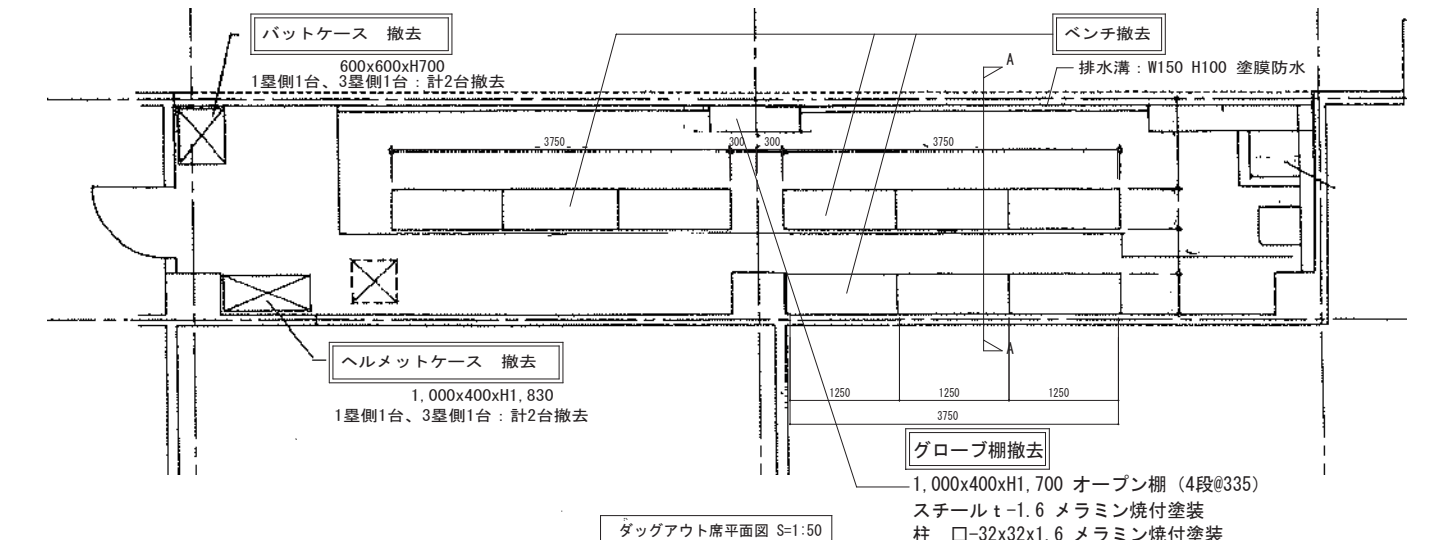 バットケース 撤去
600x600xH700
1塁側1台、3塁側1台：計2台撤去
ベンチ撤去
A
排水溝：W150 H100 塗膜防水
3750
300
300
3750
ヘルメットケース 撤去
1,000x400xH1,830
1塁側1台、3塁側1台：計2台撤去
A
1250
1250
1250
3750
グローブ棚撤去
1,000x400xH1,700 オープン棚（4段@335）
スチールｔ-1.6 メラミン焼付塗装
柱 口-32x32x1.6 メラミン焼付塗装
ダッグアウト席平面図 S=1:50